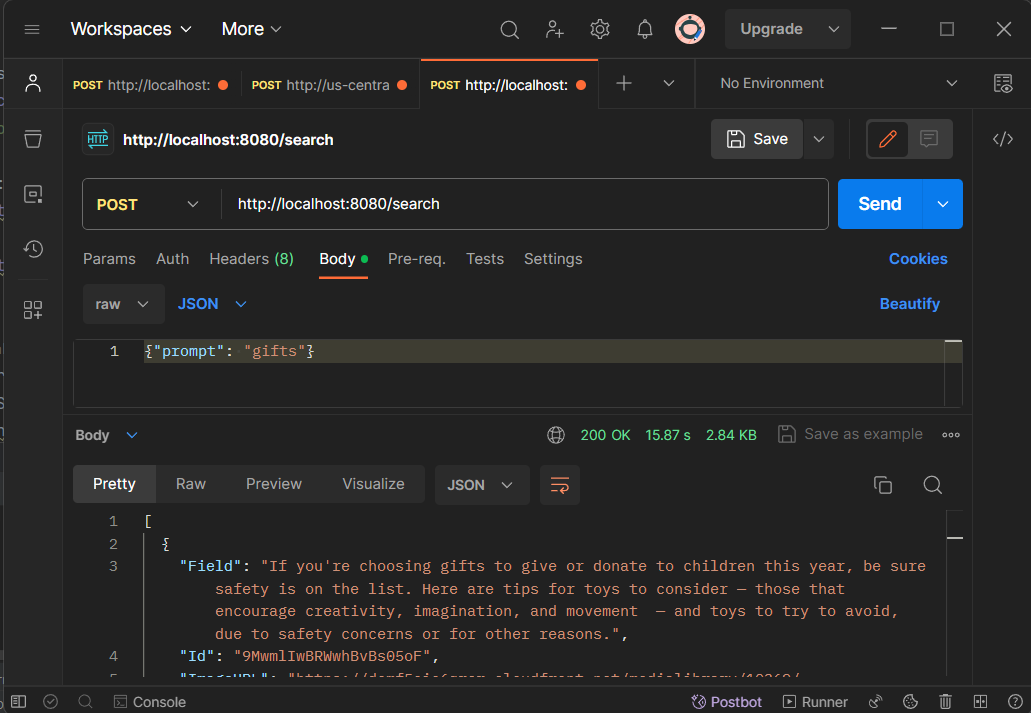 Workspaces More Upgrade
POST http://localhost: POST http://us-centra POST http://localhost: No Environment
HTTP http://localhost:8080/search Save
POST http://localhost:8080/search Send
Params Auth Headers (8) Body Pre-req. Tests Settings Cookies
raw JSON Beautify
1 {"prompt": "gifts"}
Body 200 OK 15.87 s 2.84 KB Save as example
Pretty Raw Preview Visualize JSON
1 [
2 {
3 "Field": "If you're choosing gifts to give or donate to children this year, be sure
safety is on the list. Here are tips for toys to consider — those that
encourage creativity, imagination, and movement — and toys to try to avoid,
due to safety concerns or for other reasons.",
4 "Id": "9MwmlIwBRWwhBvBs05oF",
5 "ImageURL":
Console Postbot Runner